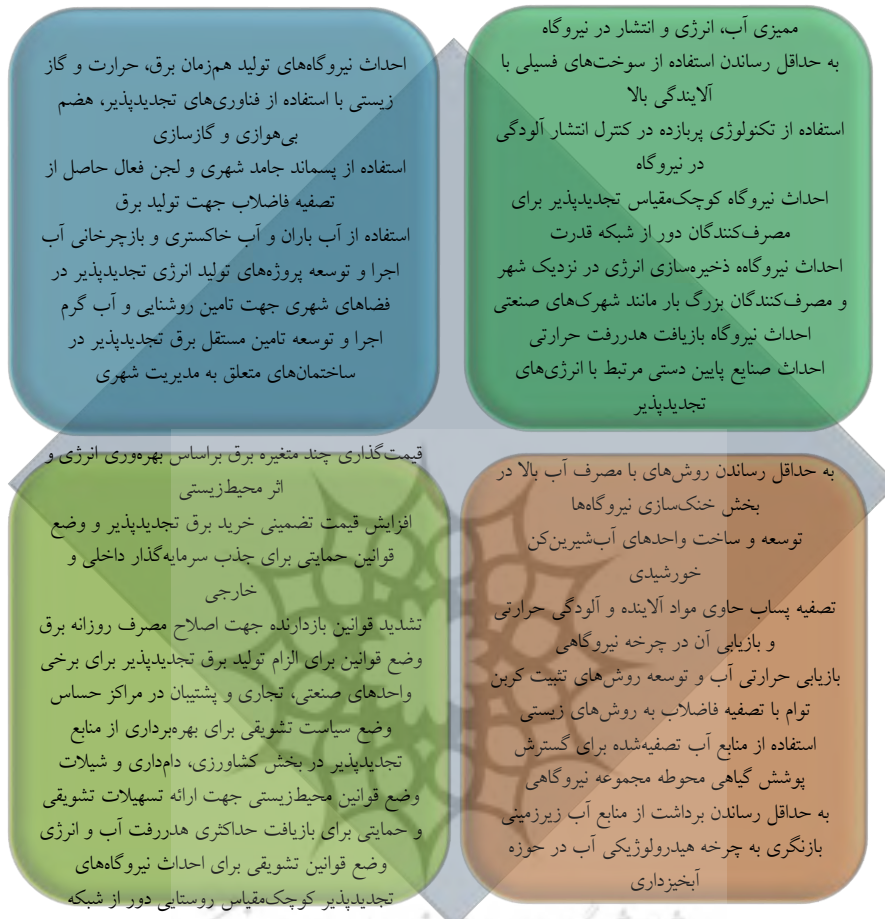 ممیزی آب، انرژی و انتشار در نیروگاه
به حداقل رساندن استفاده از سوخت‌های فسیلی با
آلایندگی بالا
استفاده از تکنولوژی پربازده در کنترل انتشار آلودگی
در نیروگاه
احداث نیروگاه کوچک‌مقیاس تجدیدپذیر برای
مصرف‌کنندگان دور از شبکه قدرت
احداث نیروگاه‌ه ذخیره‌سازی انرژی در نزدیک شهر
و مصرف‌کنندگان بزرگ بار مانند شهرک‌های صنعتی
احداث نیروگاه بازیافت هدررفت حرارتی
احداث صنایع پایین دستی مرتبط با انرژی‌های
تجدیدپذیر
احداث نیروگاه‌های تولید هم‌زمان برق، حرارت و گاز
زیستی با استفاده از فناوری‌های تجدیدپذیر، هضم
بی‌هوازی و گازسازی
استفاده از پسماند جامد شهری و لجن فعال حاصل از
تصفیه فاضلاب جهت تولید برق
استفاده از آب باران و آب خاکستری و بازچرخانی آب
اجرا و توسعه پروژه‌های تولید انرژی تجدیدپذیر در
فضاهای شهری جهت تامین روشنایی و آب گرم
اجرا و توسعه تامین مستقل برق تجدیدپذیر در
ساختمان‌های متعلق به مدیریت شهری
به حداقل رساندن روش‌های با مصرف آب بالا در
بخش خنک‌سازی نیروگاه‌ها
توسعه و ساخت واحدهای آب‌شیرین‌کن
خورشیدی
تصفیه پساب حاوی مواد آلاینده و آلودگی حرارتی
و بازیابی آن در چرخه نیروگاهی
بازیابی حرارتی آب و توسعه روش‌های تثبیت کربن
توام با تصفیه فاضلاب به روش‌های زیستی
استفاده از منابع آب تصفیه‌شده برای گسترش
پوشش گیاهی محوطه مجموعه نیروگاهی
به حداقل رساندن برداشت از منابع آب زیرزمینی
بازنگری به چرخه هیدرولوژیکی آب در حوزه
آبخیزداری
قیمت‌گذاری چند متغیره برق براساس بهره‌وری انرژی و
اثر محیط‌زیستی
افزایش قیمت تضمینی خرید برق تجدیدپذیر و وضع
قوانین حمایتی برای جذب سرمایه‌گذار داخلی و
خارجی
تشدید قوانین بازدارنده جهت اصلاح مصرف روزانه برق
وضع قوانین برای الزام تولید برق تجدیدپذیر برای برخی
واحدهای صنعتی، تجاری و پشتیبان در مراکز حساس
وضع سیاست تشویقی برای بهره‌برداری از منابع
تجدیدپذیر در بخش کشاورزی، دامداری و شیلات
وضع قوانین محیط‌زیستی جهت ارائه تسهیلات تشویقی
و حمایتی برای بازیافت حداکثری هدررفت آب و انرژی
وضع قوانین تشویقی برای احداث نیروگاه‌های
تجدیدپذیر کوچک‌مقیاس روستایی دور از شبکه